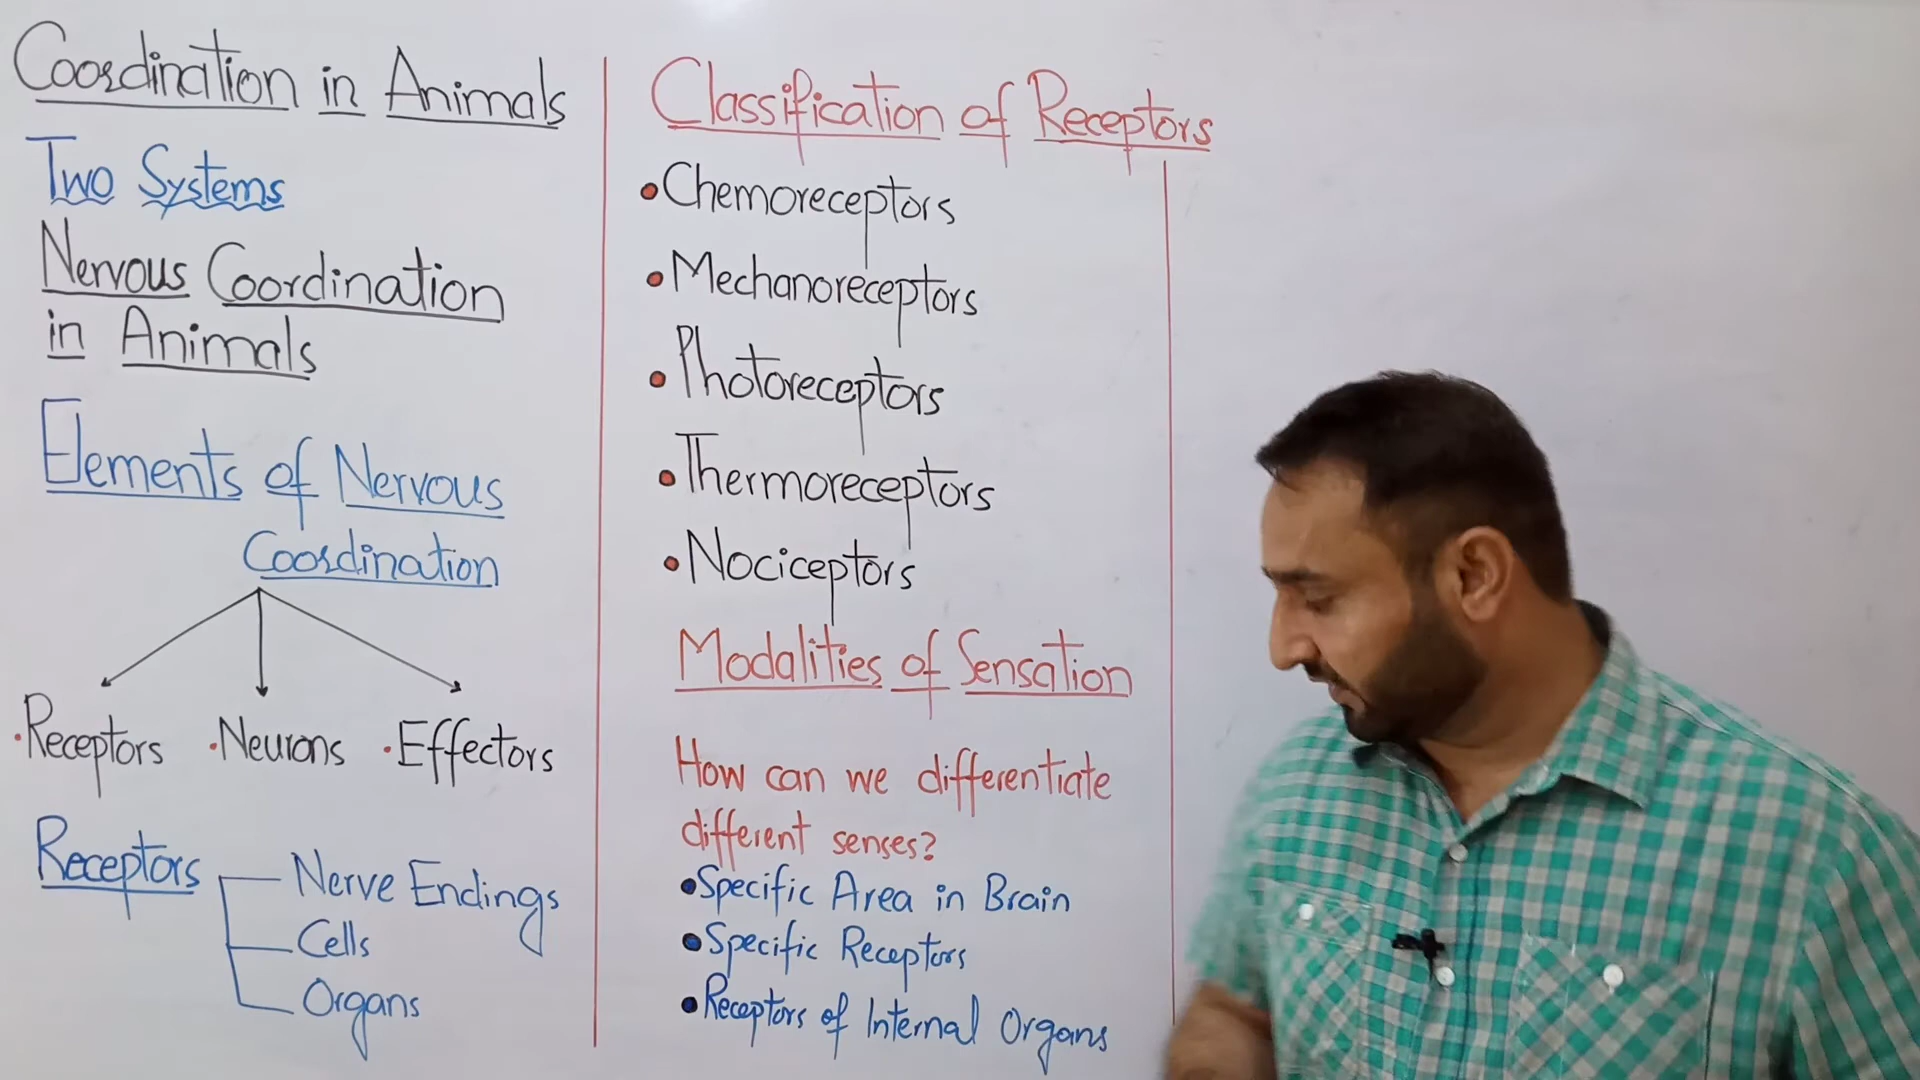 Coordination in Animals
Two Systems
Nervous Coordination
in Animals
Elements of Nervous
Coordination
•Receptors •Neurons •Effectors
Receptors
Nerve Endings
Cells
Organs
Classification of Receptors
•Chemoreceptors
•Mechanoreceptors
•Photoreceptors
•Thermoreceptors
•Nociceptors
Modalities of Sensation
How can we differentiate
different senses?
•Specific Area in Brain
•Specific Receptors
•Receptors of Internal Organs